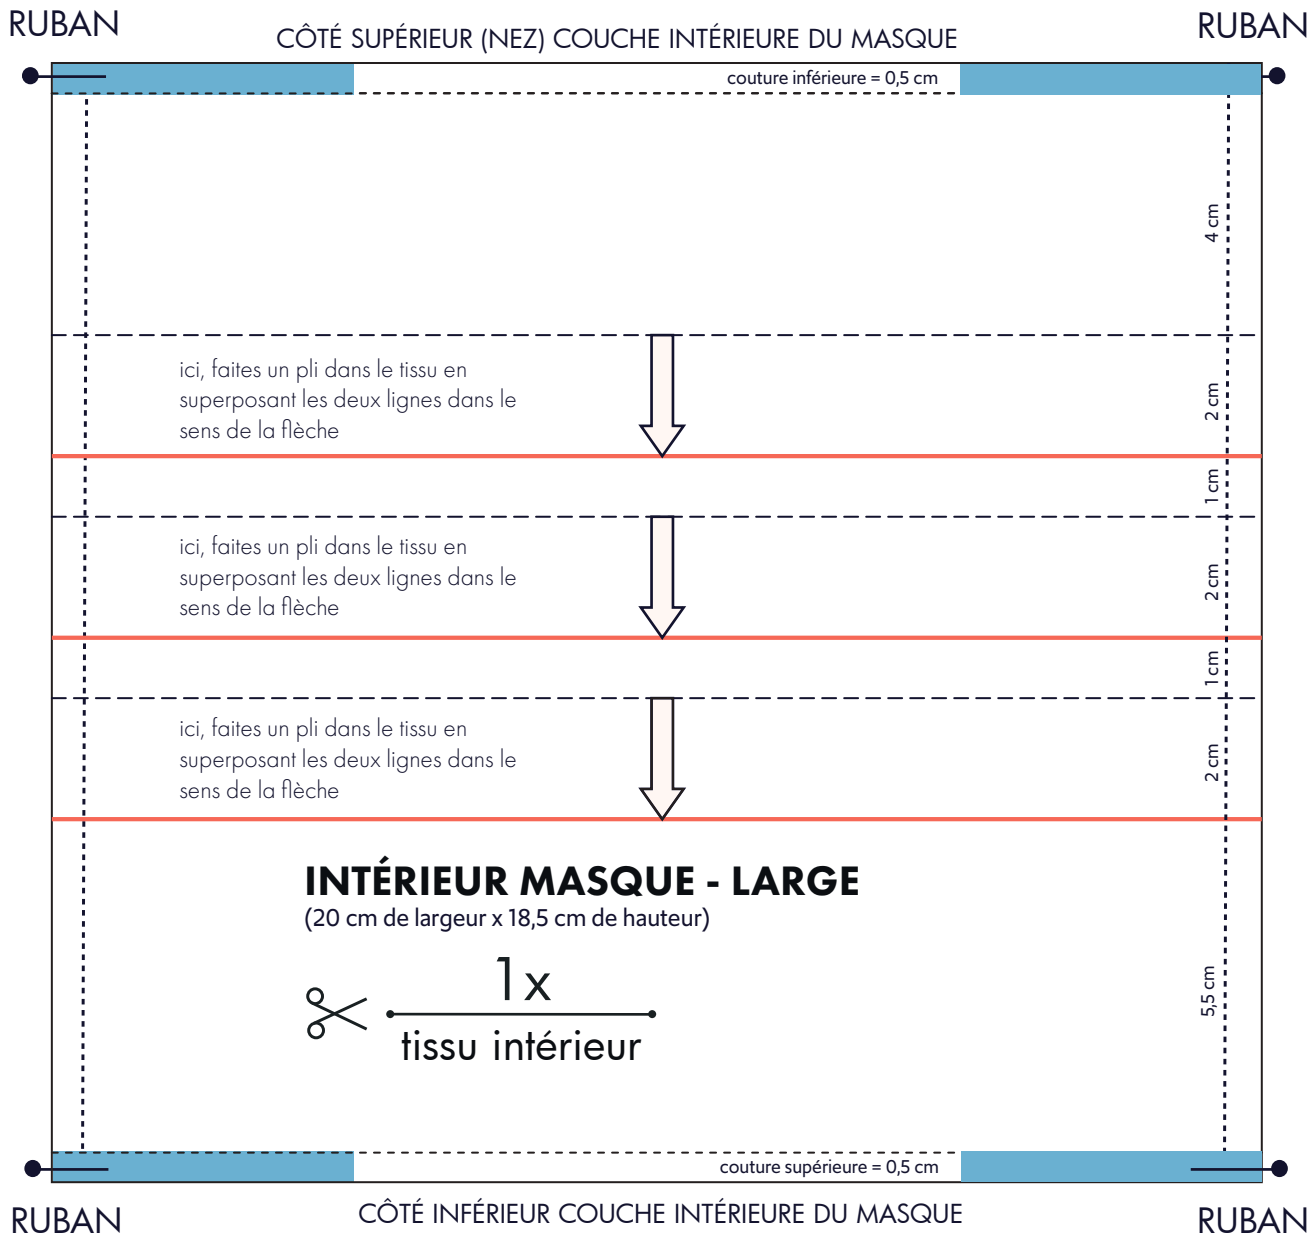 RUBAN
RUBAN
CÔTÉ SUPÉRIEUR (NEZ) COUCHE INTÉRIEURE DU MASQUE
couture inférieure = 0,5 cm
4 cm
ici, faites un pli dans le tissu en
superposant les deux lignes dans le
sens de la flèche
2 cm
1 cm
ici, faites un pli dans le tissu en
superposant les deux lignes dans le
sens de la flèche
2 cm
1 cm
ici, faites un pli dans le tissu en
superposant les deux lignes dans le
sens de la flèche
2 cm
INTÉRIEUR MASQUE - LARGE
(20 cm de largeur x 18,5 cm de hauteur)
1x
tissu intérieur
5,5 cm
couture supérieure = 0,5 cm
RUBAN
CÔTÉ INFÉRIEUR COUCHE INTÉRIEURE DU MASQUE
RUBAN